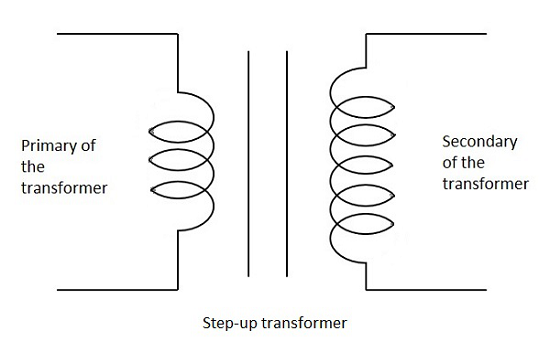 Primary of
the
transformer
Secondary
of the
transformer
Step-up transformer